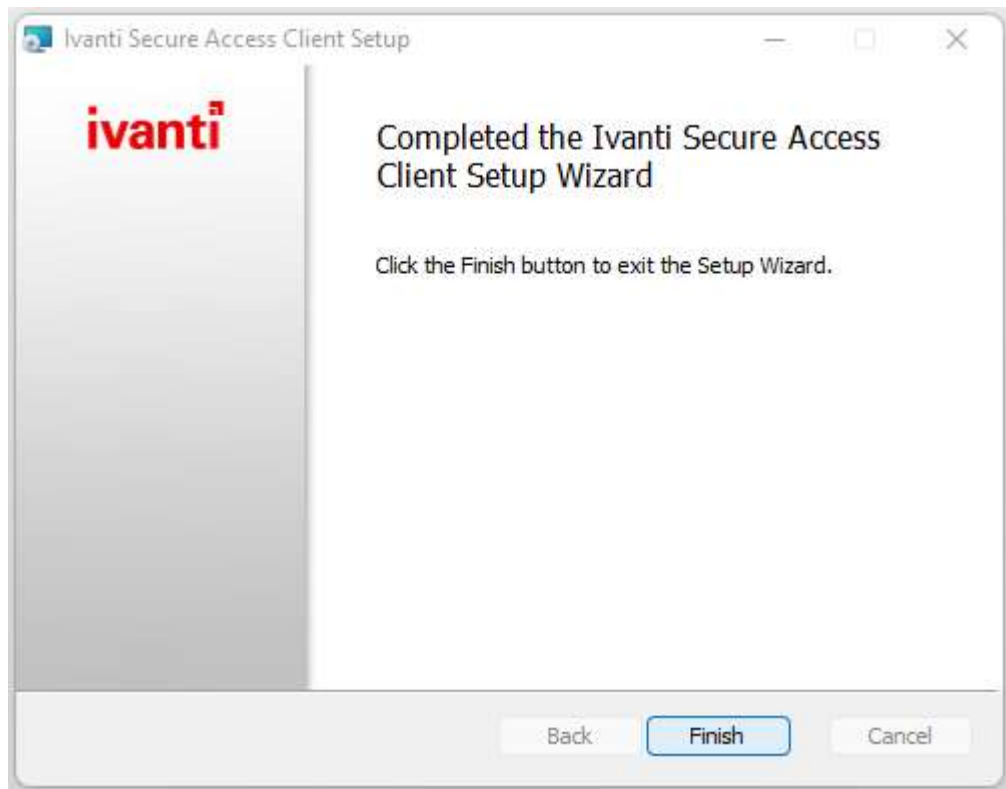 Ivanti Secure Access Client Setup
ivanti
Completed the Ivanti Secure Access
Client Setup Wizard
Click the Finish button to exit the Setup Wizard.
Back Finish Cancel